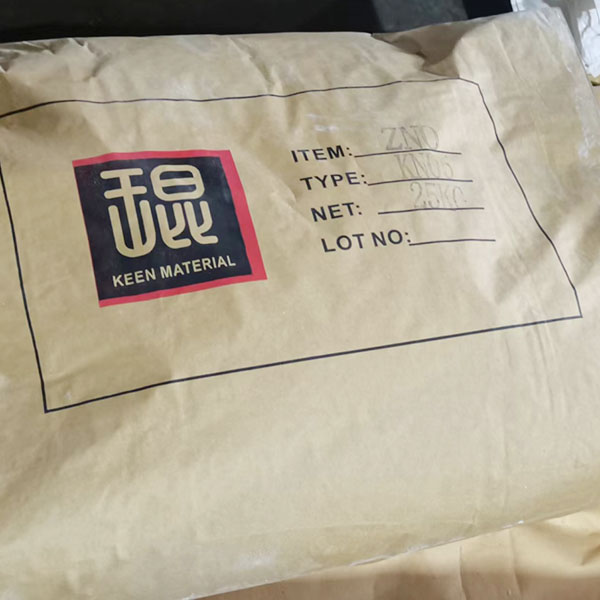 KEEN MATERIAL
ITEM: ZNO
TYPE:
NET: 25KG
LOT NO: